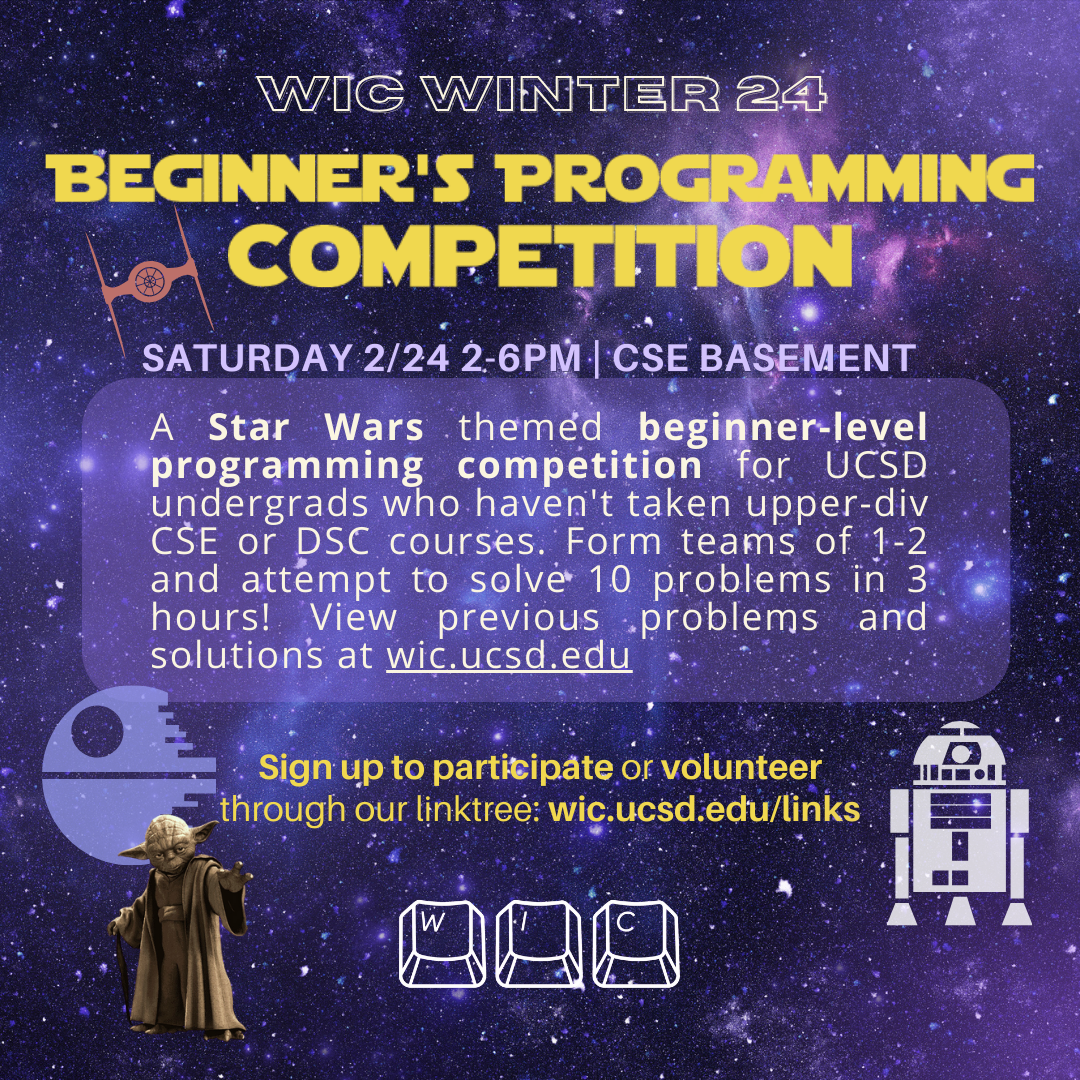 WIC WINTER 24
BEGINNER'S PROGRAMMING
COMPETITION
SATURDAY 2/24 2-6PM | CSE BASEMENT
A Star Wars themed beginner-level
programming competition for UCSD
undergrads who haven't taken upper-div
CSE or DSC courses. Form teams of 1-2
and attempt to solve 10 problems in 3
hours! View previous problems and
solutions at wic.ucsd.edu
Sign up to participate or volunteer
through our linktree: wic.ucsd.edu/links
W I C